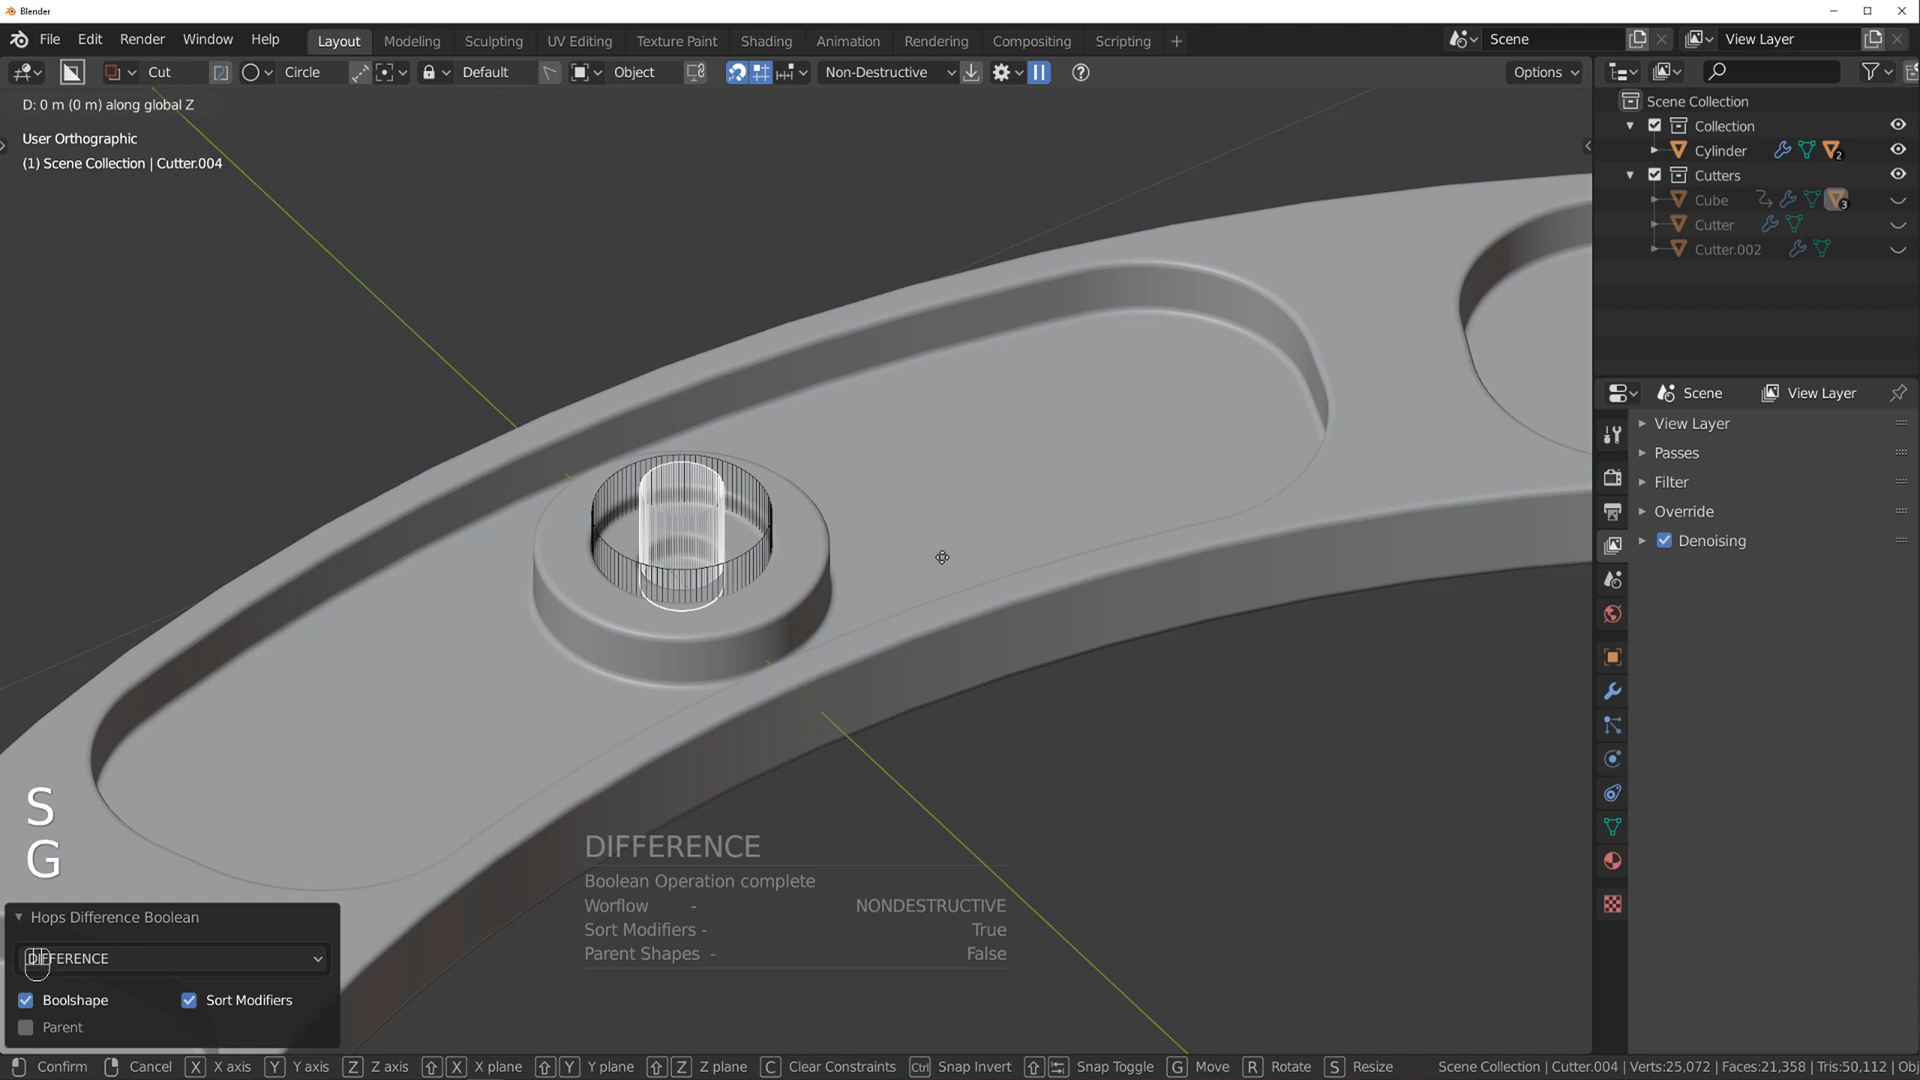 Blender
File Edit Render Window Help Layout Modeling Sculpting UV Editing Texture Paint Shading Animation Rendering Compositing Scripting + Scene View Layer
Cut Circle Default Object Non-Destructive Options
D: 0 m (0 m) along global Z
User Orthographic
(1) Scene Collection | Cutter.004
Scene Collection
Collection
Cylinder 2
Cutters
Cube 3
Cutter
Cutter.002
Scene View Layer
View Layer
Passes
Filter
Override
Denoising
S
G
DIFFERENCE
Boolean Operation complete
Worflow - NONDESTRUCTIVE
Sort Modifiers - True
Parent Shapes - False
Hops Difference Boolean
DIFFERENCE
Boolshape Sort Modifiers
Parent
Confirm Cancel X X axis Y Y axis Z Z axis X X plane Y Y plane Z Z plane C Clear Constraints Ctrl Snap Invert Snap Toggle G Move R Rotate S Resize Scene Collection | Cutter.004 | Verts:25,072 | Faces:21,358 | Tris:50,112 | Obj